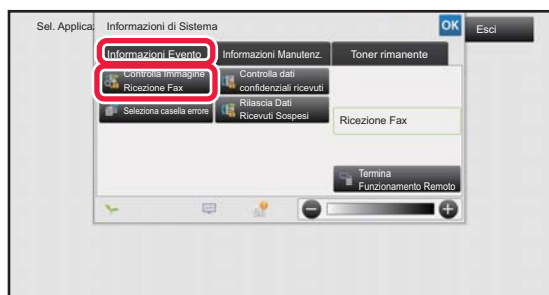 Sel. Applica
Informazioni di Sistema
OK
Esci
Informazioni Evento
Informazioni Manutenz.
Toner rimanente
Controlla Immagine
Ricezione Fax
Controlla dati
confidenziali ricevuti
Seleziona casella errore
Rilascia Dati
Ricevuti Sospesi
Ricezione Fax
Termina
Funzionamento Remoto